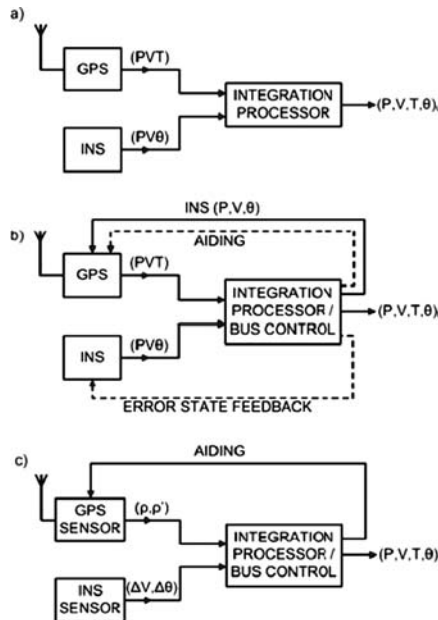 a)
GPS
(PVT)
INTEGRATION
PROCESSOR
(P,V,T,θ),
INS
(PVθ)
INS (P,V,θ)
b)
AIDING
GPS
(PVT)
INTEGRATION
PROCESSOR/
BUS CONTROL
(P,V,T,θ),
INS
(PVθ)
ERROR STATE FEEDBACK
c)
AIDING
GPS
SENSOR
(ρ,ρ')
INTEGRATION
PROCESSOR/
BUS CONTROL
(P,V,T,θ),
INS
SENSOR
(ΔV,Δθ)